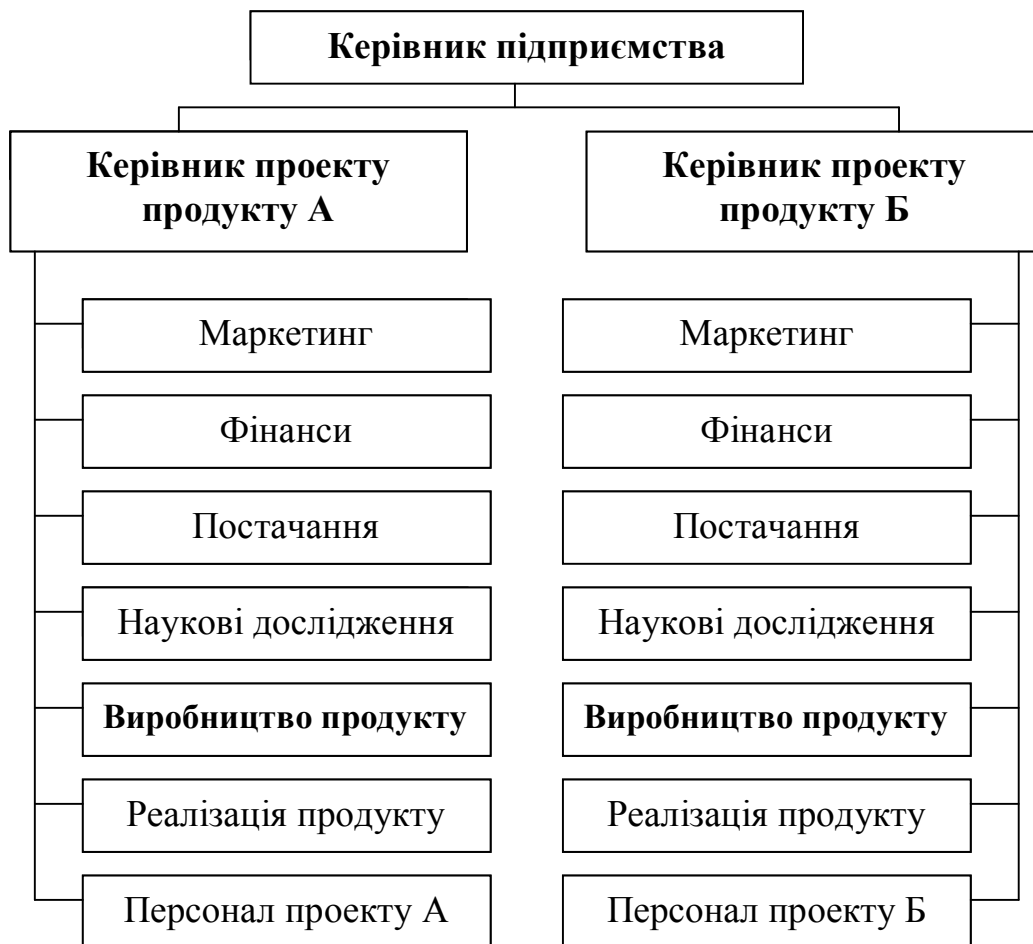 Керівник підприємства
Керівник проекту
продукту А
Керівник проекту
продукту Б
Маркетинг
Фінанси
Постачання
Наукові дослідження
Виробництво продукту
Реалізація продукту
Персонал проекту А
Маркетинг
Фінанси
Постачання
Наукові дослідження
Виробництво продукту
Реалізація продукту
Персонал проекту Б